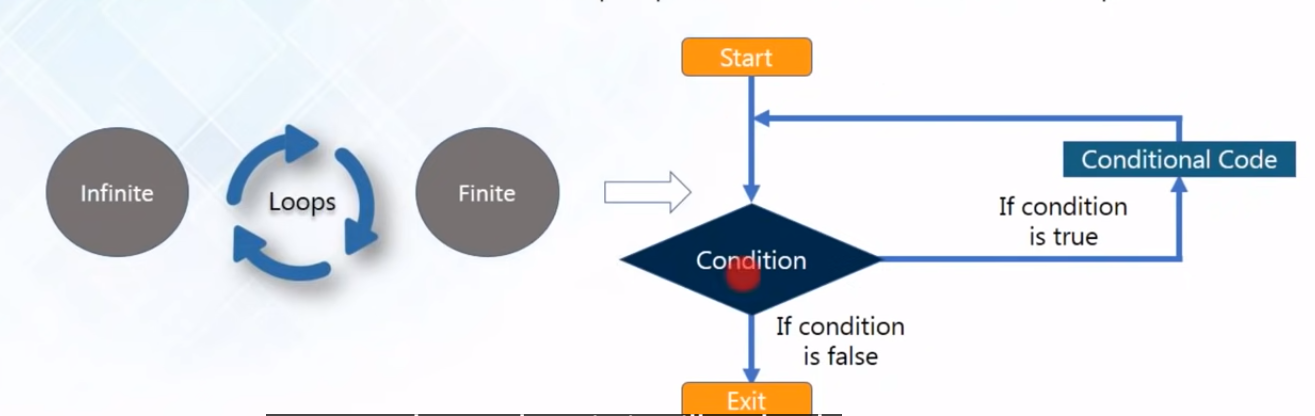 Start
Conditional Code
Infinite
Loops
Finite
If condition
is true
Condition
If condition
is false
Exit